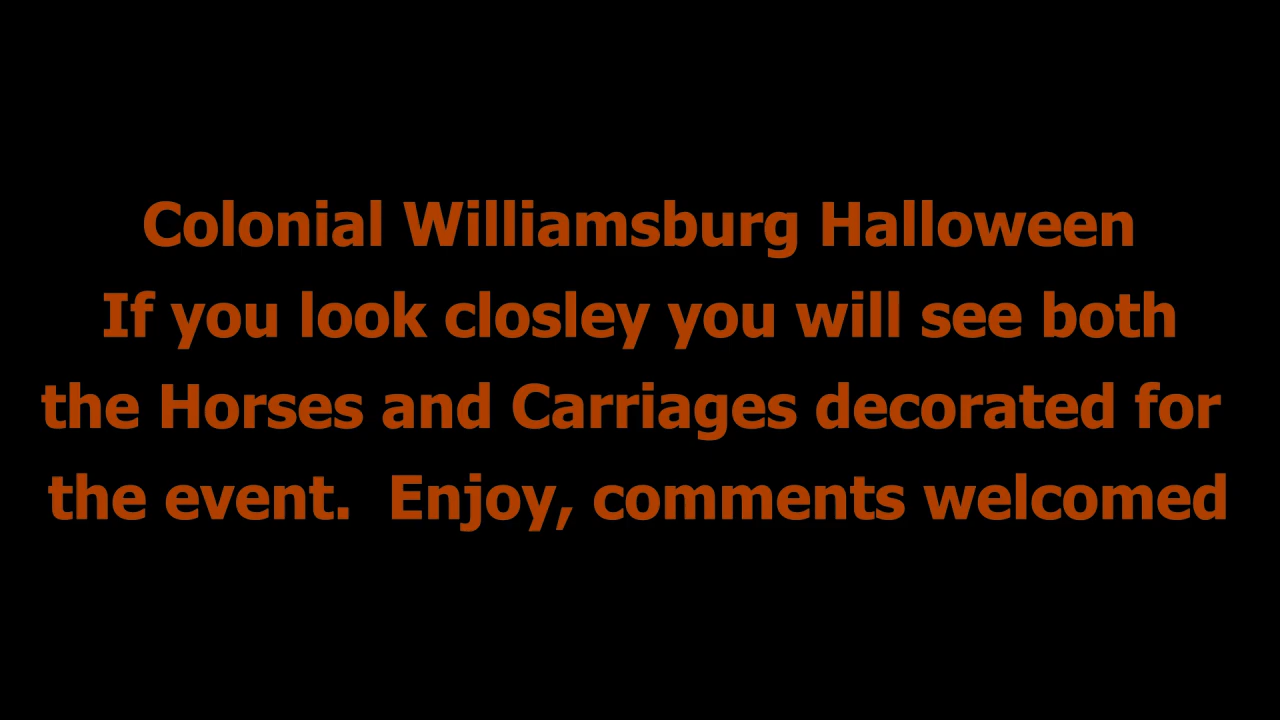 Colonial Williamsburg Halloween
If you look closley you will see both
the Horses and Carriages decorated for
the event.  Enjoy, comments welcomed